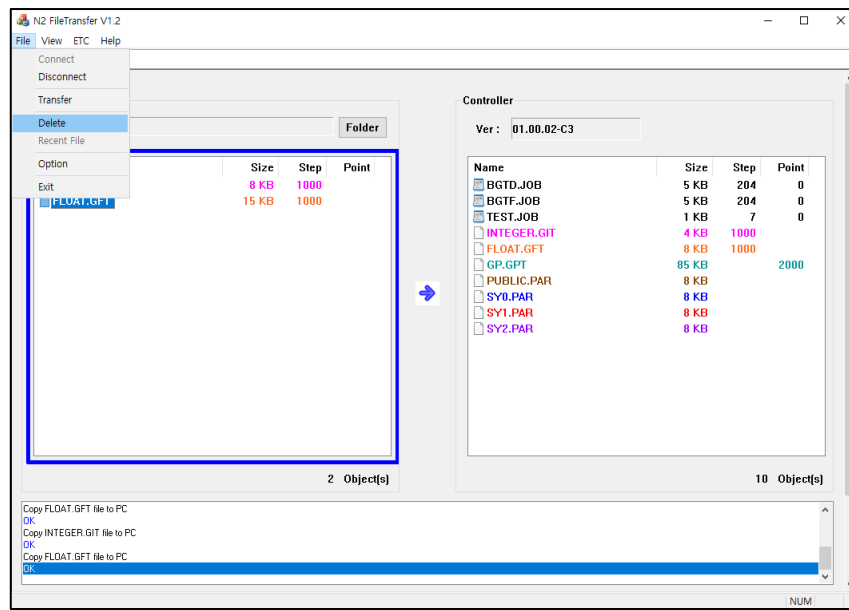 N2 FileTransfer V1.2
File View ETC Help
Connect
Disconnect
Transfer
Delete
Recent File
Option
Exit
Folder
Size Step Point
8 KB 1000
FLOAT.GFT 15 KB 1000
2 Object(s)
Controller
Ver : 01.00.02-C3
Name Size Step Point
BGTD.JOB 5 KB 204 0
BGTF.JOB 5 KB 204 0
TEST.JOB 1 KB 7 0
INTEGER.GIT 4 KB 1000
FLOAT.GFT 8 KB 1000
GP.GPT 85 KB 2000
PUBLIC.PAR 8 KB
SY0.PAR 8 KB
SY1.PAR 8 KB
SY2.PAR 8 KB
10 Object(s)
Copy FLOAT.GFT file to PC
OK
Copy INTEGER.GIT file to PC
OK
Copy FLOAT.GFT file to PC
OK
NUM